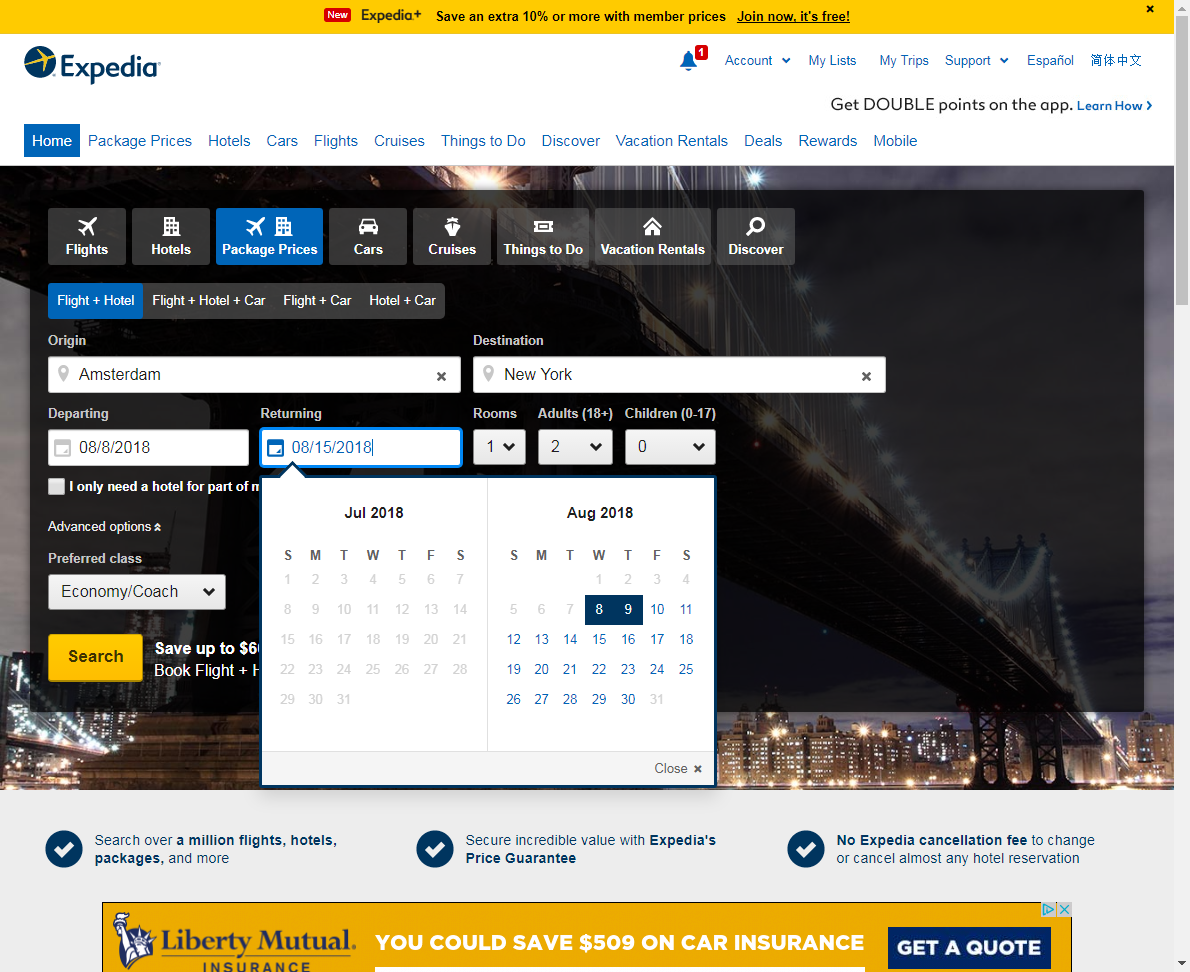 New Expedia+ Save an extra 10% or more with member prices Join now, it's free!
Expedia
1 Account My Lists My Trips Support Español 简体中文
Get DOUBLE points on the app. Learn How
Home Package Prices Hotels Cars Flights Cruises Things to Do Discover Vacation Rentals Deals Rewards Mobile
Flights Hotels Package Prices Cars Cruises Things to Do Vacation Rentals Discover
Flight + Hotel Flight + Hotel + Car Flight + Car Hotel + Car
Origin Destination
Amsterdam New York
Departing Returning Rooms Adults (18+) Children (0-17)
08/8/2018 08/15/2018 1 2 0
I only need a hotel for part of m
Advanced options
Preferred class
Economy/Coach
Search
Save up to $6
Book Flight + H
Jul 2018
S M T W T F S
1 2 3 4 5 6 7
8 9 10 11 12 13 14
15 16 17 18 19 20 21
22 23 24 25 26 27 28
29 30 31
Aug 2018
S M T W T F S
1 2 3 4
5 6 7 8 9 10 11
12 13 14 15 16 17 18
19 20 21 22 23 24 25
26 27 28 29 30 31
Close ×
Search over a million flights, hotels,
packages, and more
Secure incredible value with Expedia's
Price Guarantee
No Expedia cancellation fee to change
or cancel almost any hotel reservation
Liberty Mutual.
INSURANCE
YOU COULD SAVE $509 ON CAR INSURANCE
GET A QUOTE